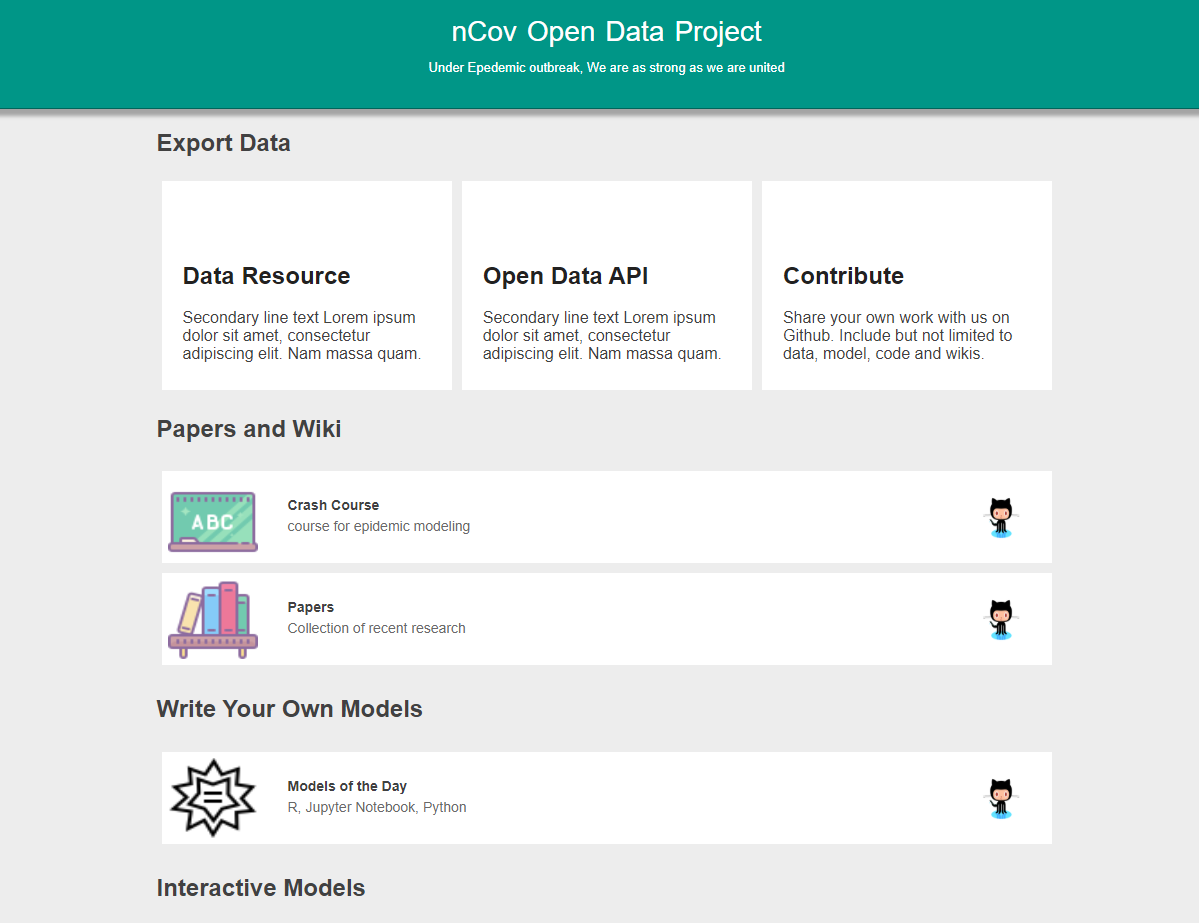 nCov Open Data Project
Under Epedemic outbreak, We are as strong as we are united
Export Data
Data Resource
Secondary line text Lorem ipsum
dolor sit amet, consectetur
adipiscing elit. Nam massa quam.
Open Data API
Secondary line text Lorem ipsum
dolor sit amet, consectetur
adipiscing elit. Nam massa quam.
Contribute
Share your own work with us on
Github. Include but not limited to
data, model, code and wikis.
Papers and Wiki
ABC
Crash Course
course for epidemic modeling
Papers
Collection of recent research
Write Your Own Models
Models of the Day
R, Jupyter Notebook, Python
Interactive Models